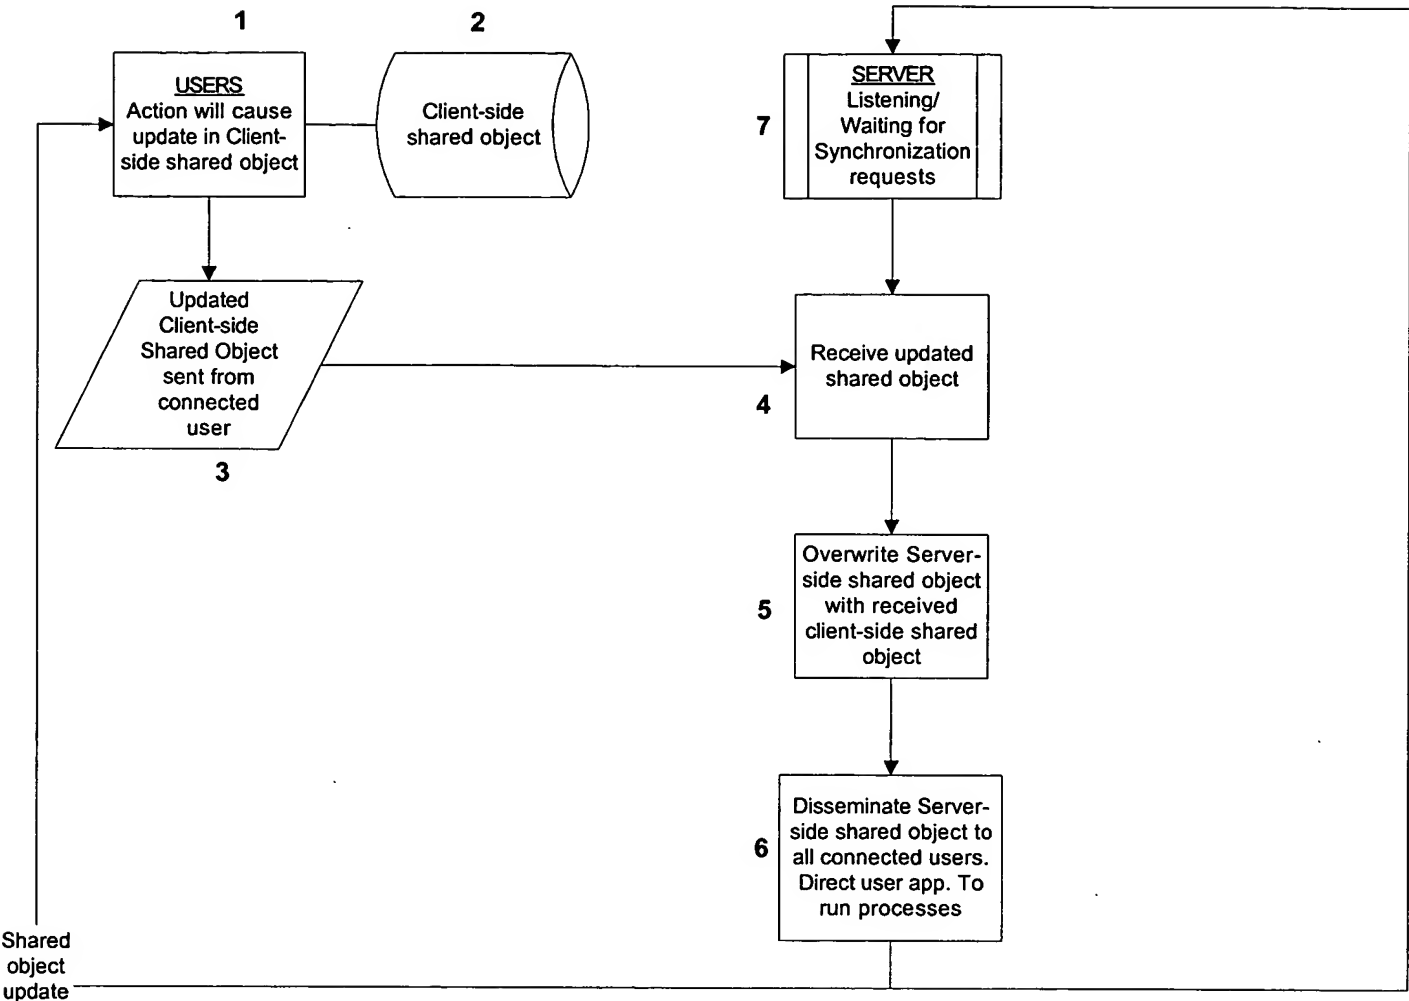 1
2
USERS
Action will cause
update in Client-
side shared object
Client-side
shared object
7
SERVER
Listening/
Waiting for
Synchronization
requests
Updated
Client-side
Shared Object
sent from
connected
user
3
Receive updated
shared object
4
Overwrite Server-
side shared object
with received
client-side shared
object
5
Disseminate Server-
side shared object to
all connected users.
Direct user app. To
run processes
6
Shared
object
update